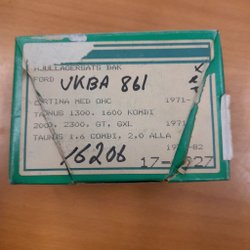 HJULLAGERSATS BAK
FORD
VKBA 861
CORTINA MED OHC 1971-
TAUNUS 1300, 1600 KOMBI
2000, 2300, GT, GXL 1971
TAUNUS 1.6 COMBI, 2.0 ALLA
-82
16206
17-